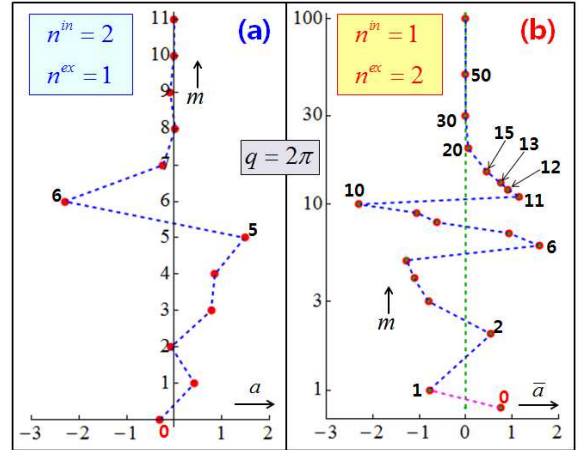 n^{in} = 2
n^{ex} = 1
(a)
11
10
9
8
7
6
5
4
3
2
1
m
6
5
0
a
−3 −2 −1 0 1 2
q = 2π
n^{in} = 1
n^{ex} = 2
(b)
100
30
10
3
1
50
30
20
15
13
12
11
10
6
m
2
1
0
a̅
−3 −2 −1 0 1 2